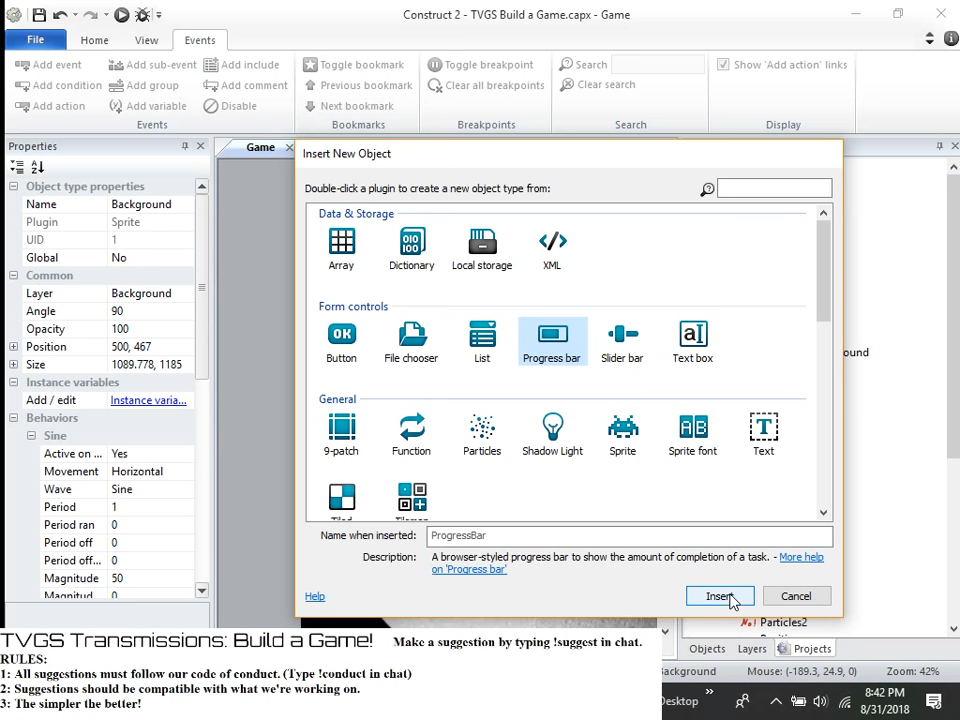 Construct 2 - TVGS Build a Game.capx - Game
File Home View Events
Add event Add sub-event Add include Toggle bookmark Toggle breakpoint Search Show 'Add action' links
Add condition Add group Add comment Previous bookmark Clear all breakpoints Clear search
Add action Add variable Disable Next bookmark
Events Bookmarks Breakpoints Search Display
Properties
Game
Insert New Object
Double-click a plugin to create a new object type from:
Object type properties
Name Background
Plugin Sprite
UID 1
Global No
Common
Layer Background
Angle 90
Opacity 100
Position 500, 467
Size 1089.778, 1185
Instance variables
Add / edit Instance varia...
Behaviors
Sine
Active on ... Yes
Movement Horizontal
Wave Sine
Period 1
Period ran 0
Period off 0
Period off... 0
Magnitude 50
Magnitud 0
Data & Storage
Array Dictionary Local storage XML
Form controls
OK
Button File chooser List Progress bar Slider bar Text box
General
9-patch Function Particles Shadow Light Sprite Sprite font Text
Name when inserted: ProgressBar
Description: A browser-styled progress bar to show the amount of completion of a task. - More help
on 'Progress bar'
Help Insert Cancel
ound
Particles2
Objects Layers Projects
ackground Mouse: (-189.3, 24.9, 0) Zoom: 42%
TVGS Transmissions: Build a Game! Make a suggestion by typing !suggest in chat.
RULES:
1: All suggestions must follow our code of conduct. (Type !conduct in chat)
2: Suggestions should be compatible with what we're working on.
3: The simpler the better!
Desktop
8:42 PM
8/31/2018